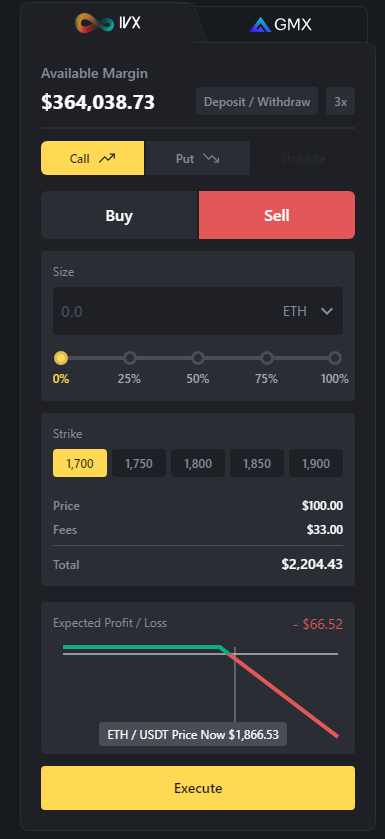 IVX GMX
Available Margin
$364,038.73 Deposit / Withdraw 3x
Call Put Straddle
Buy Sell
Size
0.0 ETH
0% 25% 50% 75% 100%
Strike
1,700 1,750 1,800 1,850 1,900
Price $100.00
Fees $33.00
Total $2,204.43
Expected Profit / Loss - $66.52
ETH / USDT Price Now $1,866.53
Execute